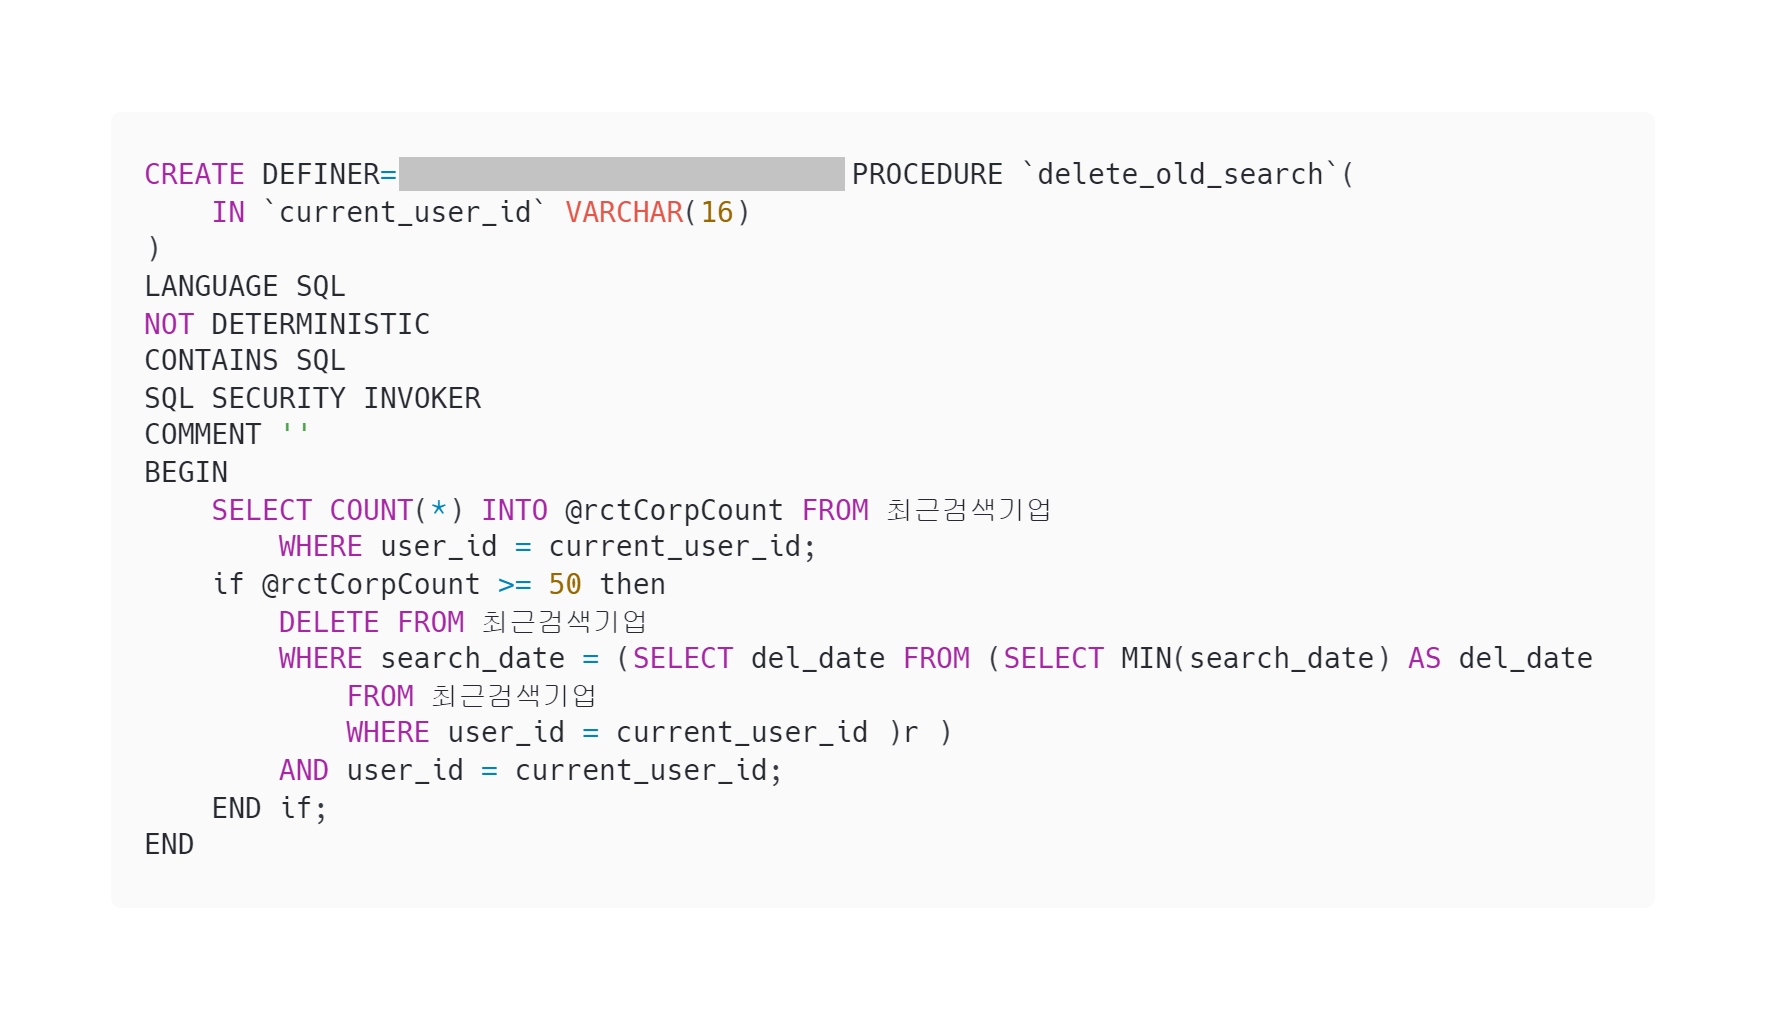 CREATE DEFINER= PROCEDURE `delete_old_search`(
    IN `current_user_id` VARCHAR(16)
)
LANGUAGE SQL
NOT DETERMINISTIC
CONTAINS SQL
SQL SECURITY INVOKER
COMMENT ''
BEGIN
    SELECT COUNT(*) INTO @rctCorpCount FROM 최근검색기업
        WHERE user_id = current_user_id;
    if @rctCorpCount >= 50 then
        DELETE FROM 최근검색기업
        WHERE search_date = (SELECT del_date FROM (SELECT MIN(search_date) AS del_date
            FROM 최근검색기업
            WHERE user_id = current_user_id )r )
        AND user_id = current_user_id;
    END if;
END